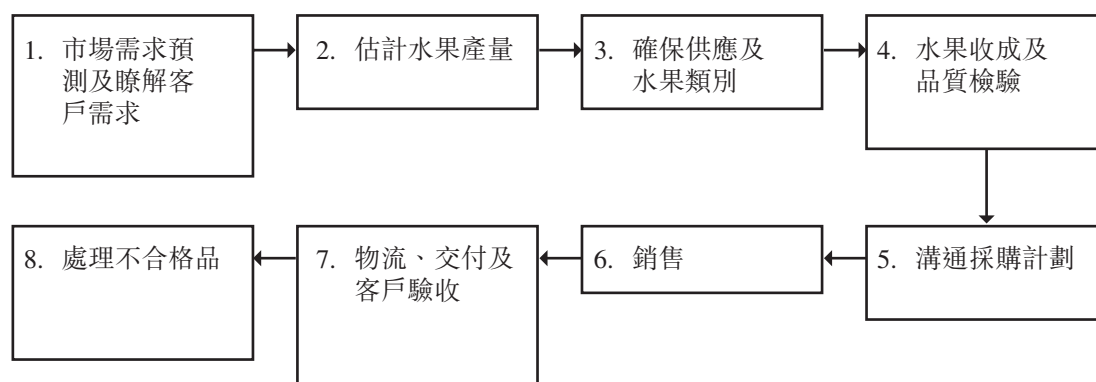 1. 市場需求預
測及瞭解客
戶需求
2. 估計水果產量
3. 確保供應及
水果類別
4. 水果收成及
品質檢驗
5. 溝通採購計劃
6. 銷售
7. 物流、交付及
客戶驗收
8. 處理不合格品